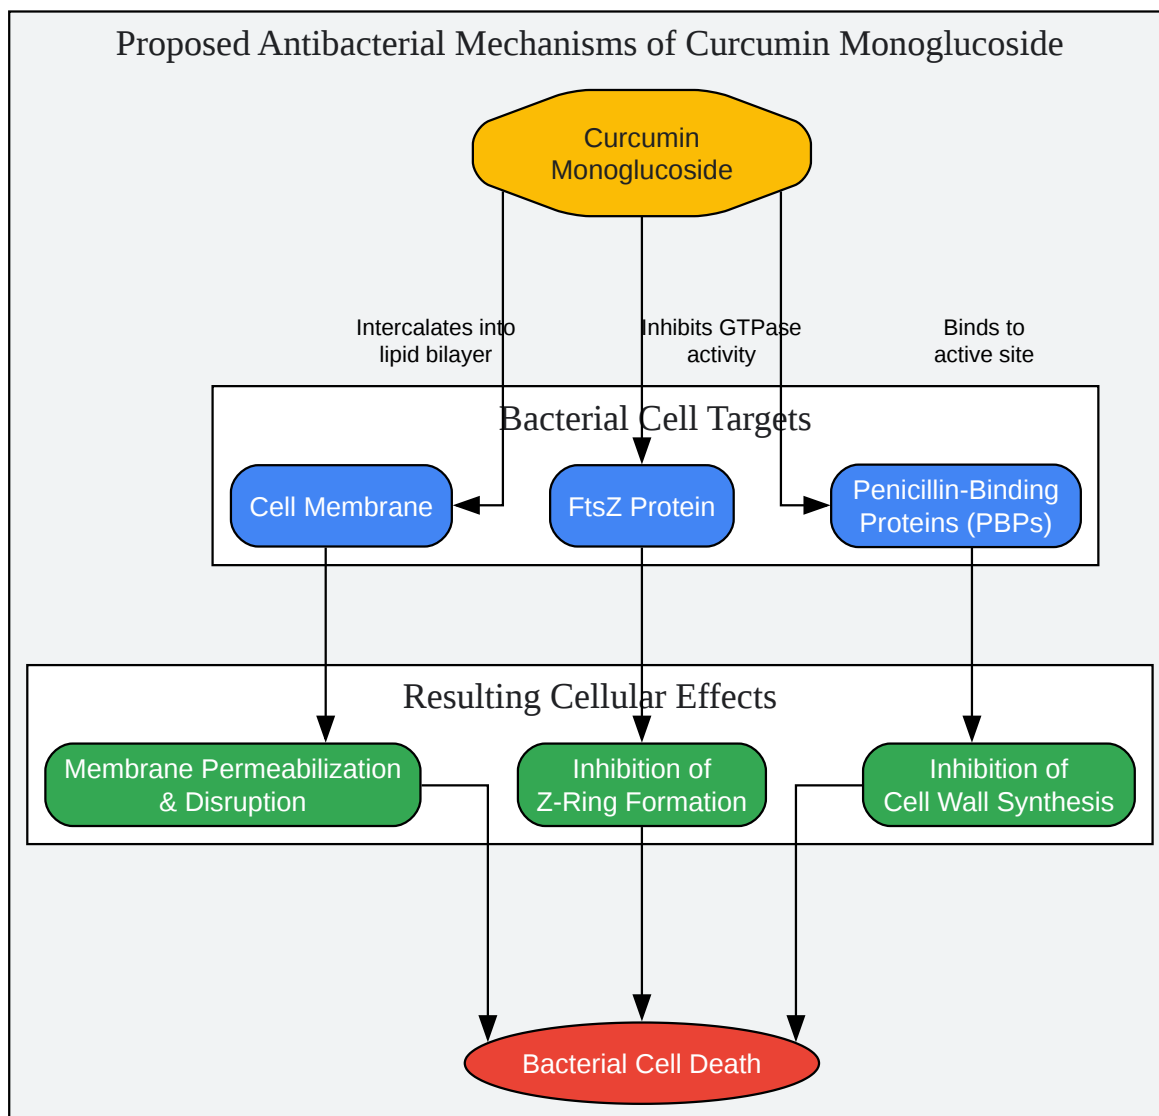 Proposed Antibacterial Mechanisms of Curcumin Monoglucoside
Curcumin
Monoglucoside
Intercalates into
lipid bilayer
Inhibits GTPase
activity
Binds to
active site
Bacterial Cell Targets
Cell Membrane
FtsZ Protein
Penicillin-Binding
Proteins (PBPs)
Resulting Cellular Effects
Membrane Permeabilization
& Disruption
Inhibition of
Z-Ring Formation
Inhibition of
Cell Wall Synthesis
Bacterial Cell Death